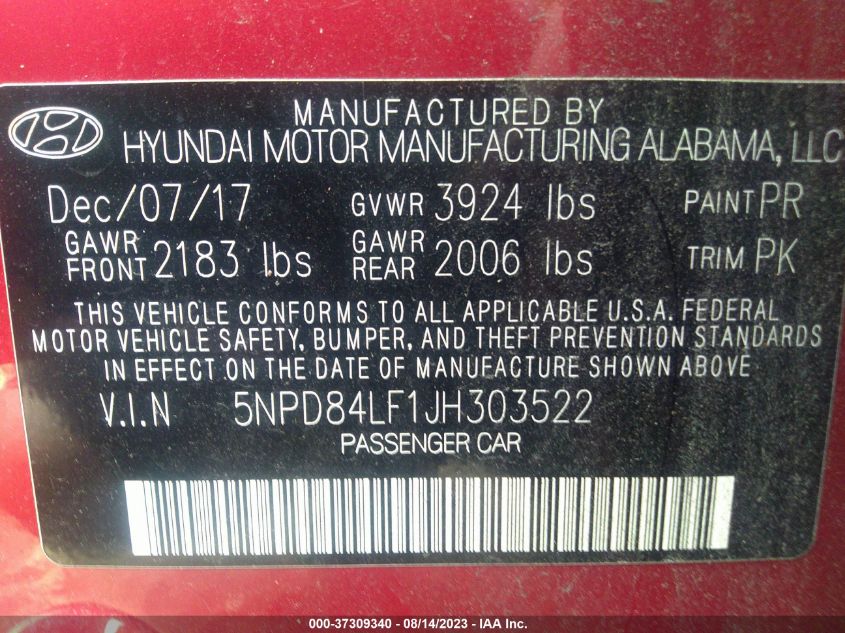 MANUFACTURED BY
HYUNDAI MOTOR MANUFACTURING ALABAMA, LLC
Dec/07/17 GVWR 3924 lbs PAINT PR
GAWR FRONT 2183 lbs GAWR REAR 2006 lbs TRIM PK
THIS VEHICLE CONFORMS TO ALL APPLICABLE U.S.A. FEDERAL
MOTOR VEHICLE SAFETY, BUMPER, AND THEFT PREVENTION STANDARDS
IN EFFECT ON THE DATE OF MANUFACTURE SHOWN ABOVE
V.I.N 5NPD84LF1JH303522
PASSENGER CAR
000-37309340 - 08/14/2023 - IAA Inc.